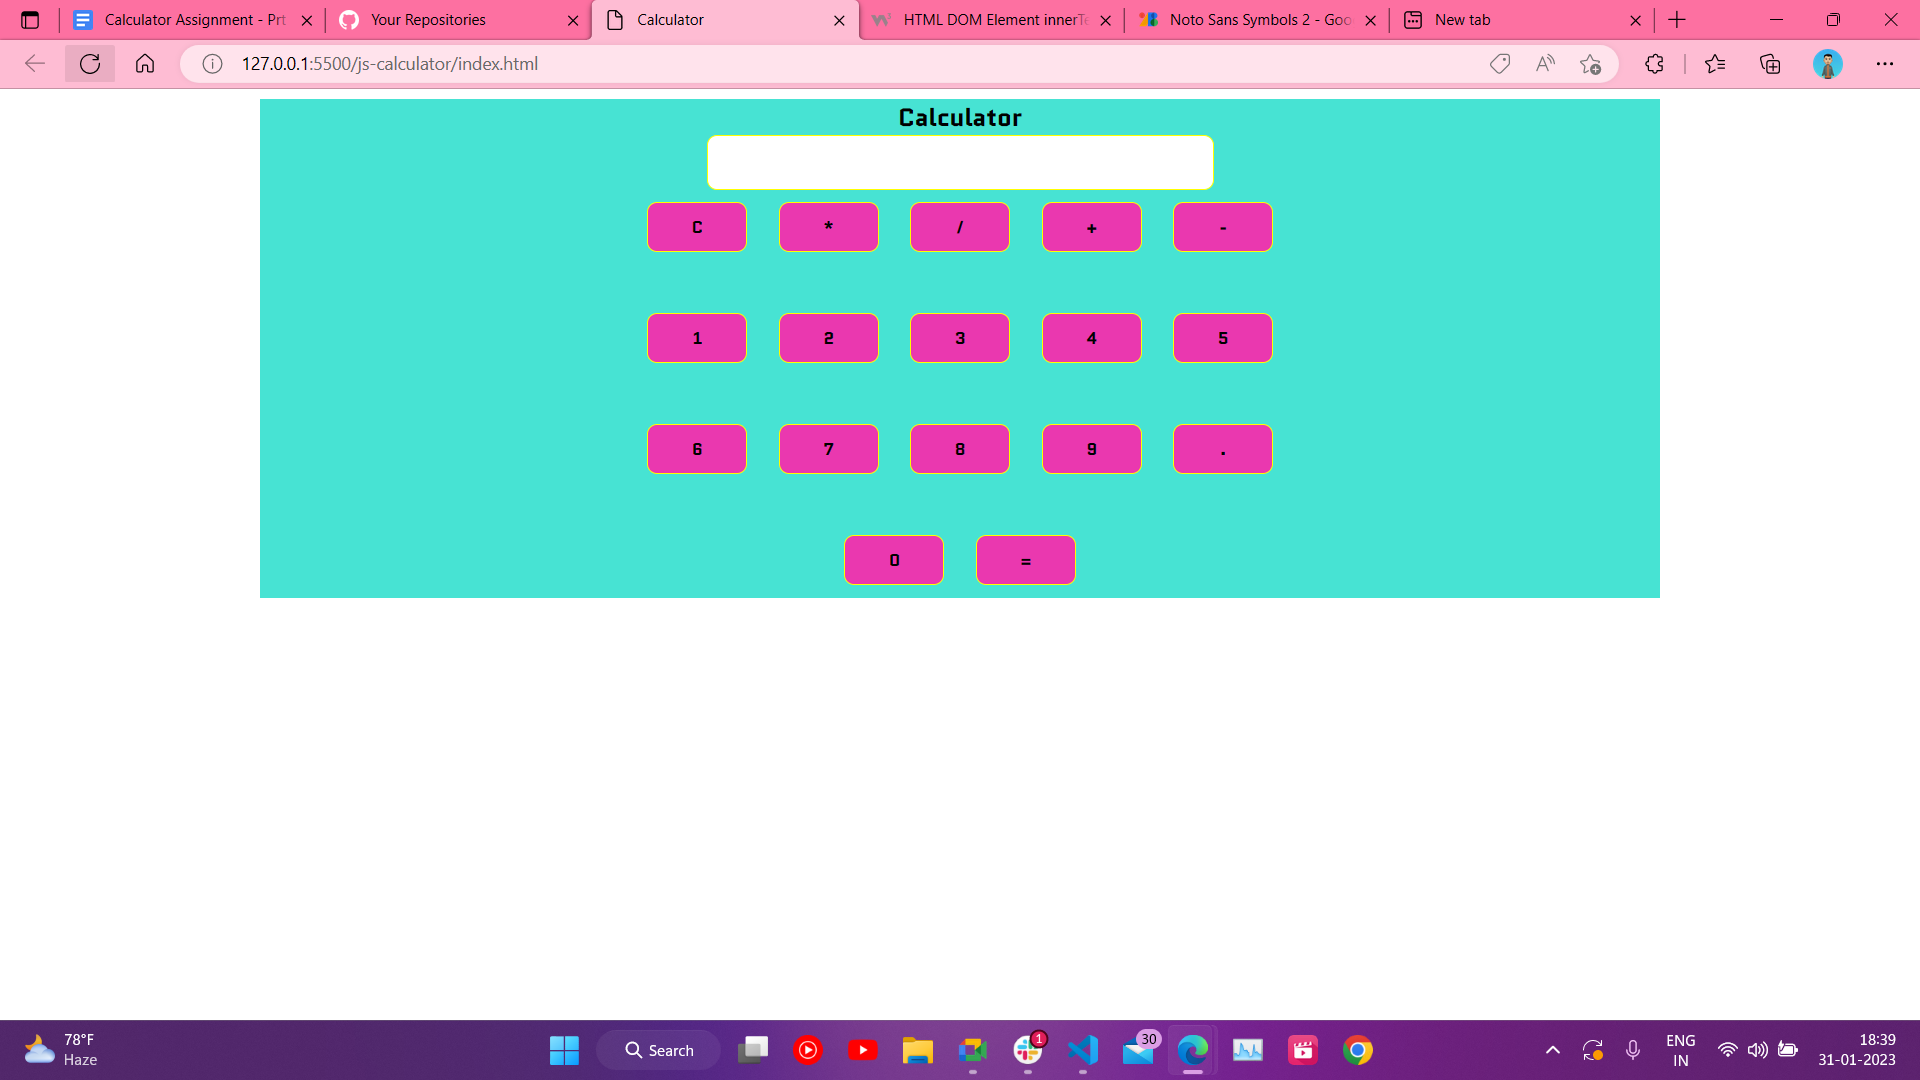 Calculator Assignment - Prt
Your Repositories
Calculator
HTML DOM Element innerTe
Noto Sans Symbols 2 - Goo
New tab
127.0.0.1:5500/js-calculator/index.html
Calculator
C * / + -
1 2 3 4 5
6 7 8 9 .
0 =
78°F
Haze
Search
1
30
ENG
IN
18:39
31-01-2023